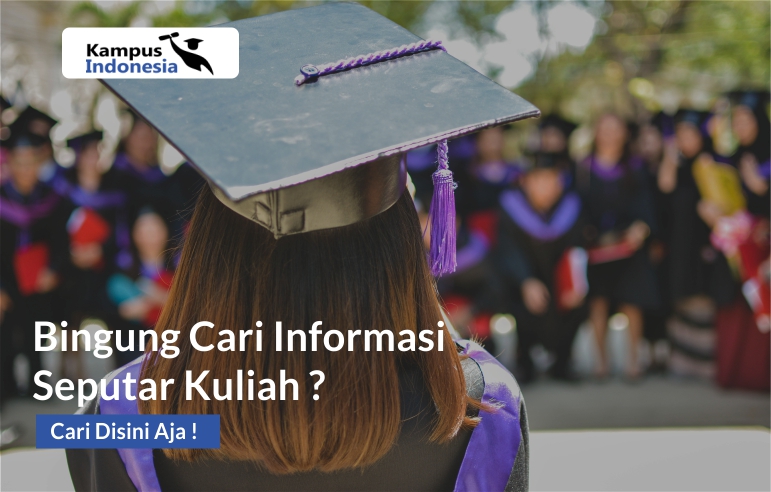 Kampus
Indonesia
Bingung Cari Informasi
Seputar Kuliah ?
Cari Disini Aja !